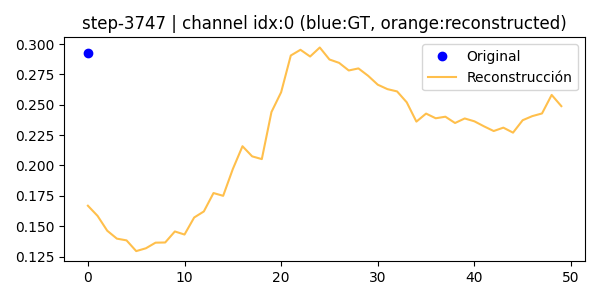 step-3747 | channel idx:0 (blue:GT, orange:reconstructed)
0.300
0.275
0.250
0.225
0.200
0.175
0.150
0.125
Original
Reconstrucción
0 10 20 30 40 50